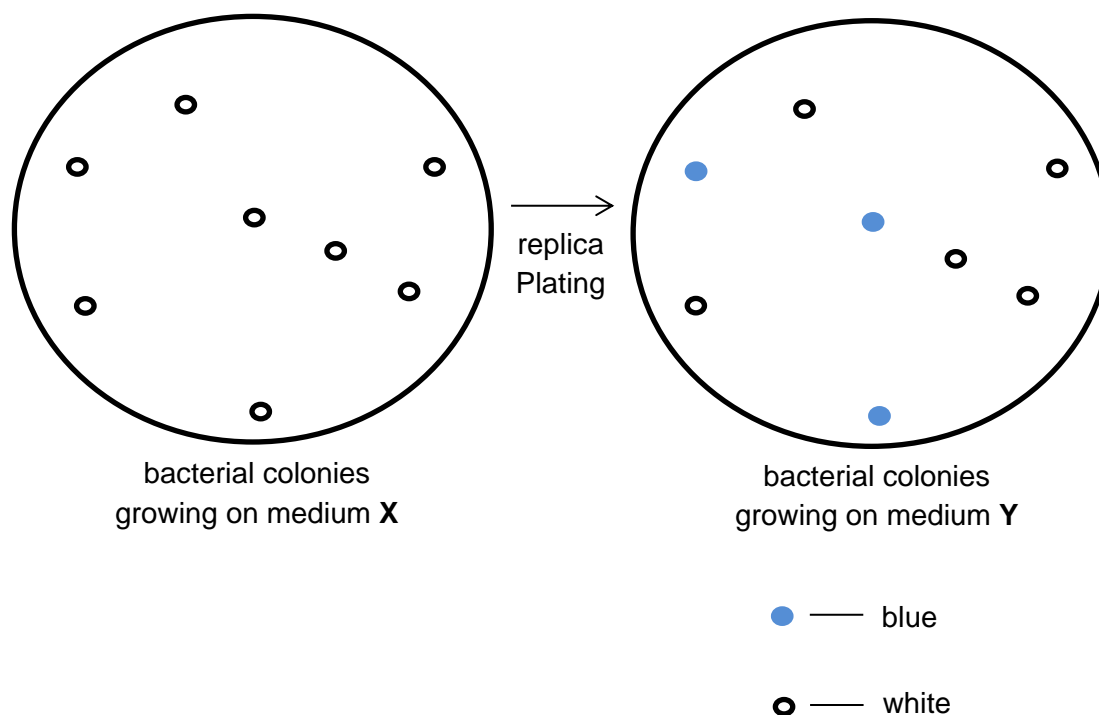 replica
Plating
bacterial colonies
growing on medium X
bacterial colonies
growing on medium Y
blue
white